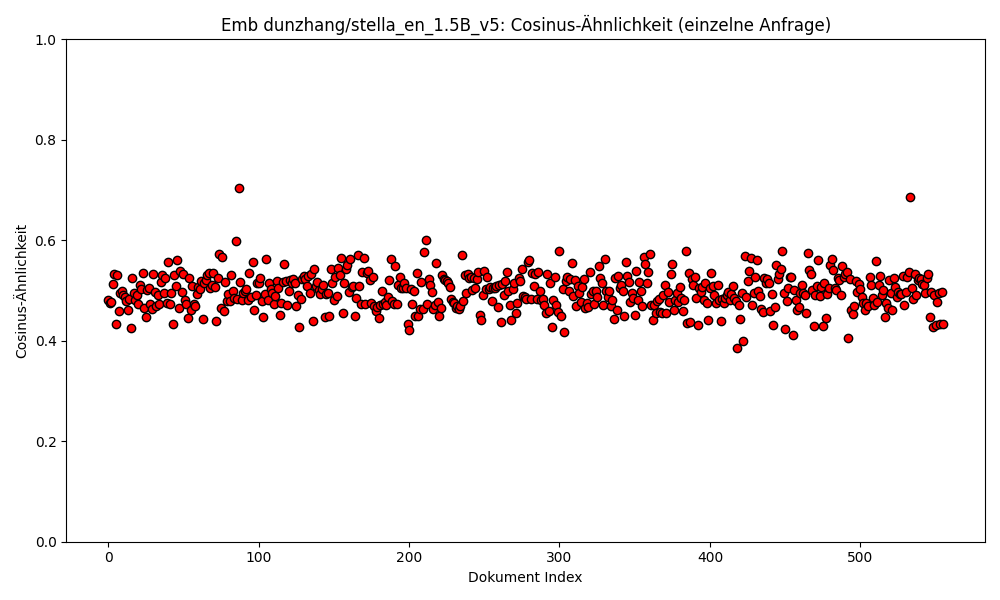 Emb dunzhang/stella_en_1.5B_v5: Cosinus-Ähnlichkeit (einzelne Anfrage)
1.0
0.8
0.6
0.4
0.2
0.0
Cosinus-Ähnlichkeit
0 100 200 300 400 500
Dokument Index